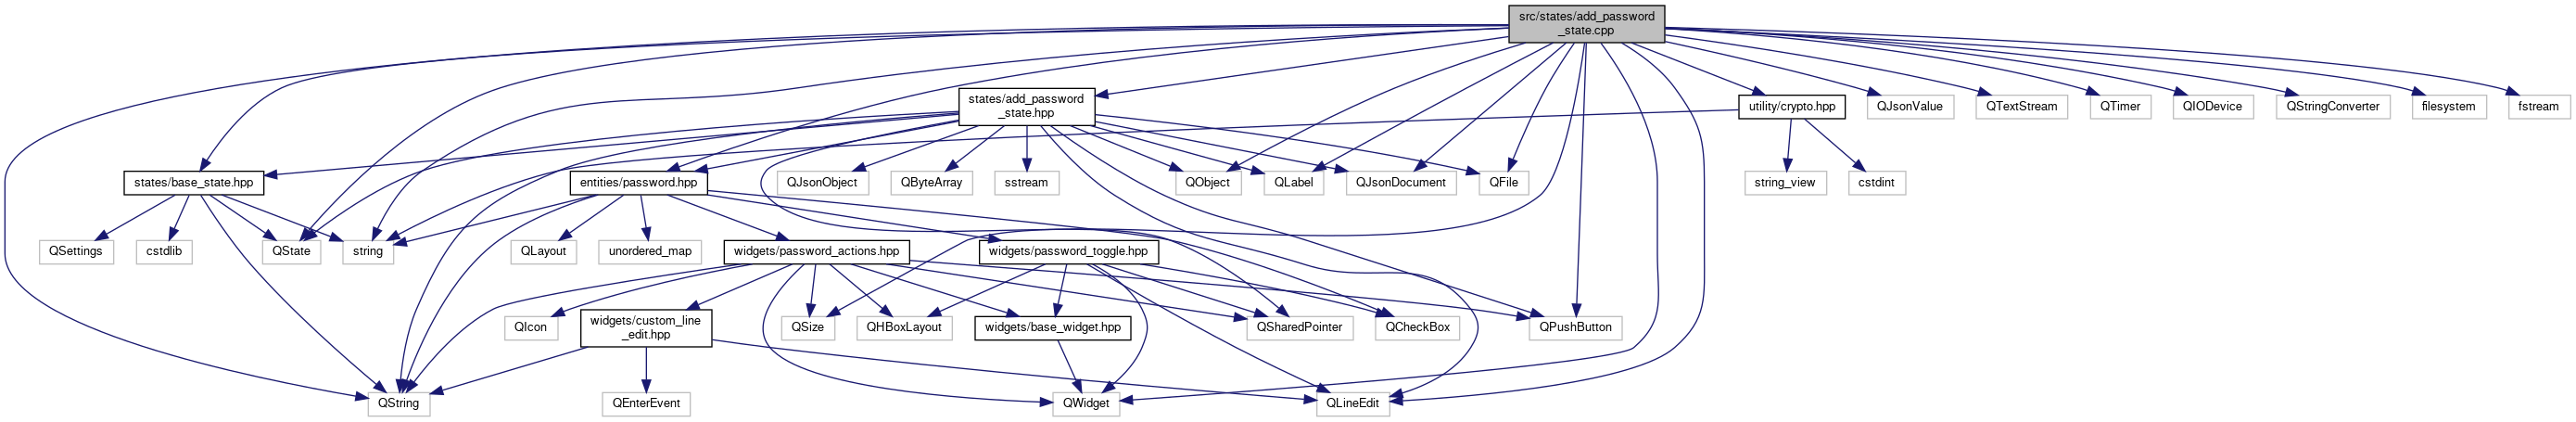 src/states/add_password
_state.cpp
states/add_password
_state.hpp
utility/crypto.hpp
QJsonValue
QTextStream
QTimer
QIODevice
QStringConverter
filesystem
fstream
states/base_state.hpp
entities/password.hpp
QJsonObject
QByteArray
sstream
QObject
QLabel
QJsonDocument
QFile
string_view
cstdint
QSettings
cstdlib
QState
string
QLayout
unordered_map
widgets/password_actions.hpp
widgets/password_toggle.hpp
QIcon
widgets/custom_line
_edit.hpp
QSize
QHBoxLayout
widgets/base_widget.hpp
QSharedPointer
QCheckBox
QPushButton
QString
QEnterEvent
QWidget
QLineEdit